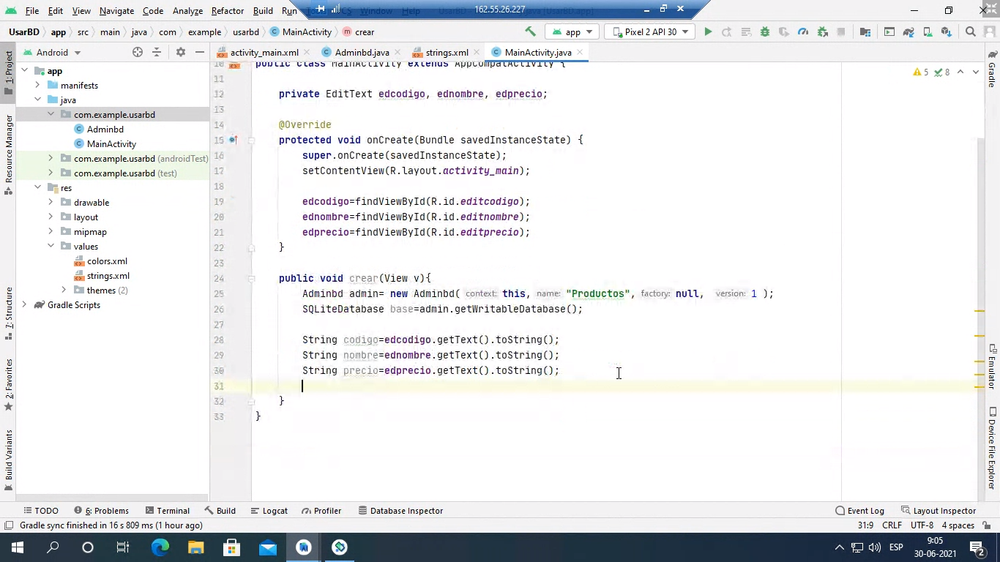 162.55.26.227
File Edit View Navigate Code Analyze Refactor Build Run
UsarBD app src main java com example usarbd MainActivity crear
app Pixel 2 API 30
Android
activity_main.xml Adminbd.java strings.xml MainActivity.java
1: Project
Resource Manager
7: Structure
2: Favorites
Build Variants
app
manifests
java
com.example.usarbd
Adminbd
MainActivity
com.example.usarbd (androidTest)
com.example.usarbd (test)
res
drawable
layout
mipmap
values
colors.xml
strings.xml
themes (2)
Gradle Scripts
5 8
10 public class MainActivity extends AppCompatActivity {
11
12 private EditText edcodigo, ednombre, edprecio;
13
14 @Override
15 protected void onCreate(Bundle savedInstanceState) {
16 super.onCreate(savedInstanceState);
17 setContentView(R.layout.activity_main);
18
19 edcodigo=findViewById(R.id.editcodigo);
20 ednombre=findViewById(R.id.editnombre);
21 edprecio=findViewById(R.id.editprecio);
22 }
23
24 public void crear(View v){
25 Adminbd admin= new Adminbd( context: this, name: "Productos", factory: null, version: 1 );
26 SQLiteDatabase base=admin.getWritableDatabase();
27
28 String codigo=edcodigo.getText().toString();
29 String nombre=ednombre.getText().toString();
30 String precio=edprecio.getText().toString();
31
32 }
33 }
Gradle
Emulator
Device File Explorer
TODO 6: Problems Terminal Build Logcat Profiler Database Inspector Event Log Layout Inspector
Gradle sync finished in 16 s 809 ms (1 hour ago) 31:9 CRLF UTF-8 4 spaces
ESP 9:05
30-06-2021
2